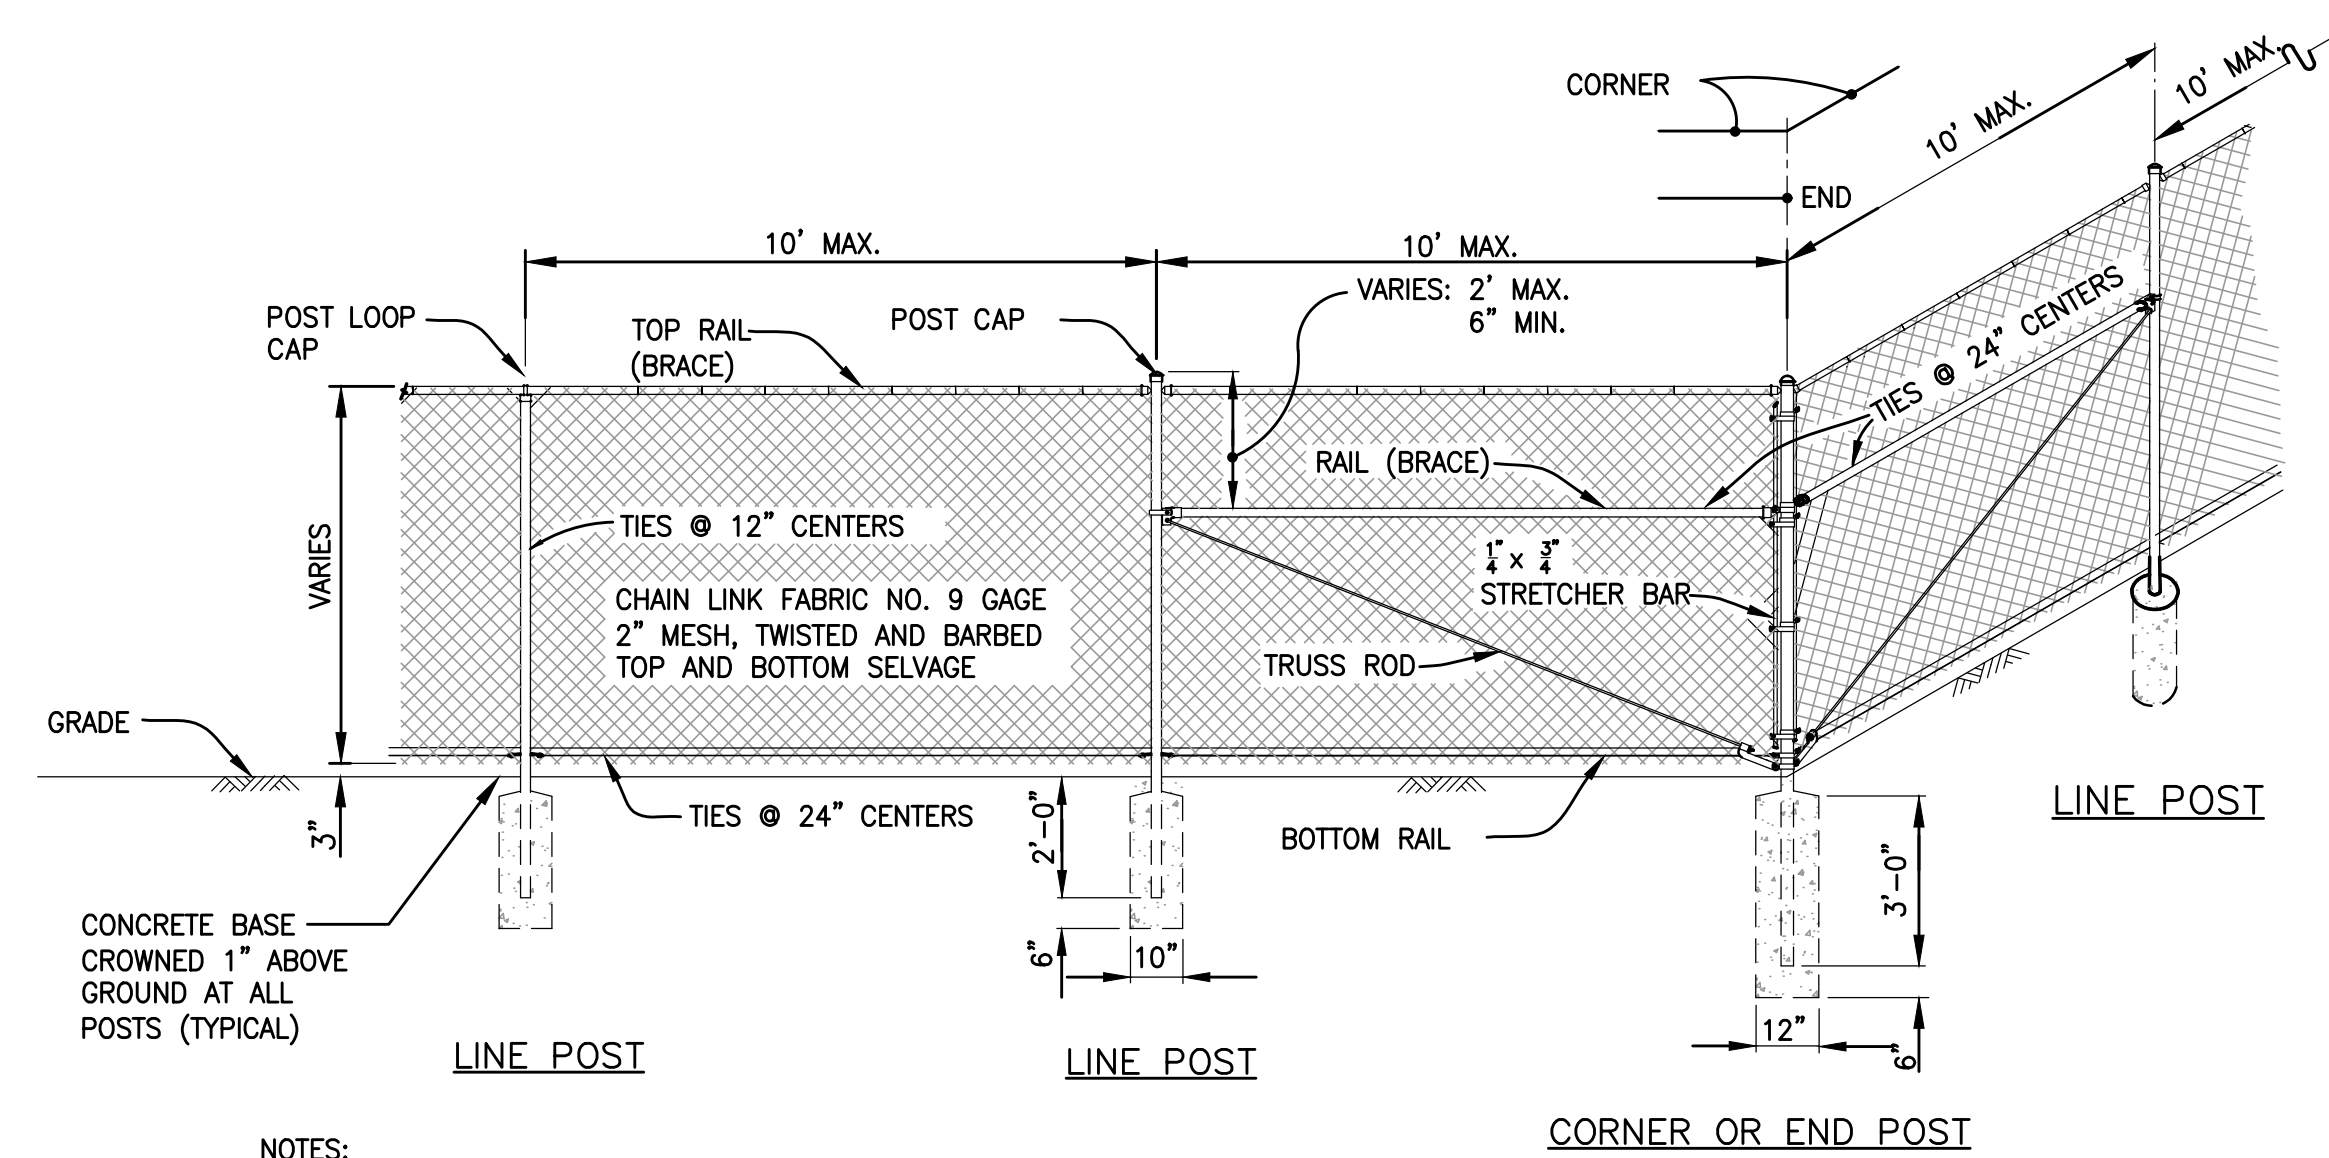 CORNER
10' MAX.
10' MAX.
END
10' MAX.
10' MAX.
VARIES: 2' MAX.
6" MIN.
POST LOOP
CAP
TOP RAIL
(BRACE)
POST CAP
TIES @ 24" CENTERS
RAIL (BRACE)
VARIES
TIES @ 12" CENTERS
1/4" x 3/4"
STRETCHER BAR
CHAIN LINK FABRIC NO. 9 GAGE
2" MESH, TWISTED AND BARBED
TOP AND BOTTOM SELVAGE
TRUSS ROD
GRADE
3"
TIES @ 24" CENTERS
2'-0"
BOTTOM RAIL
LINE POST
3'-0"
CONCRETE BASE
CROWNED 1" ABOVE
GROUND AT ALL
POSTS (TYPICAL)
6"
10"
12"
6"
LINE POST
LINE POST
CORNER OR END POST
NOTES: